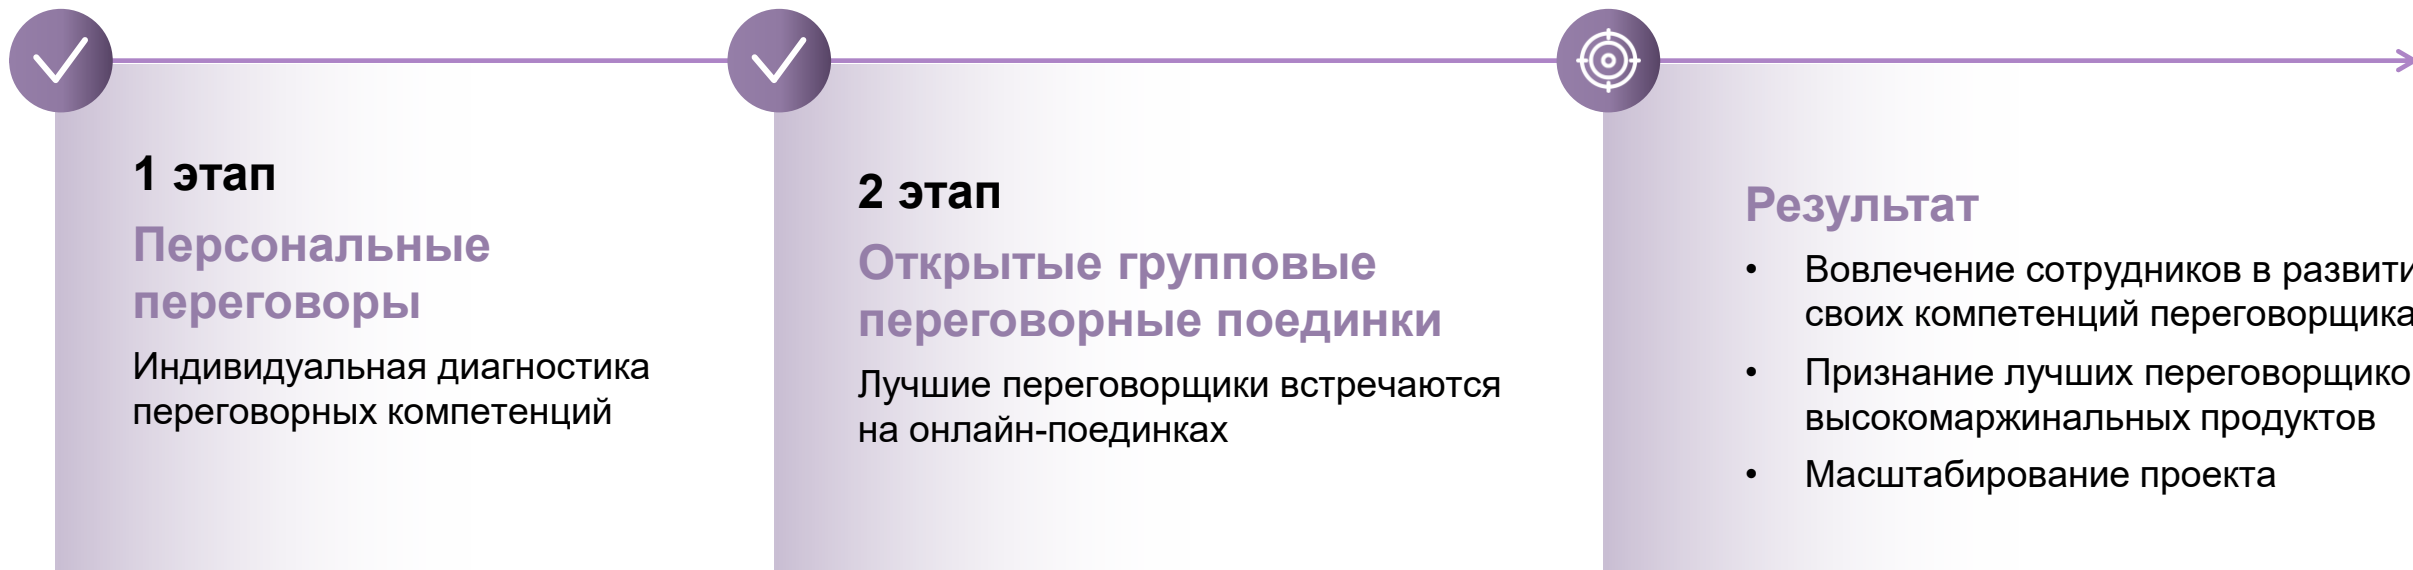 1 этап
Персональные
переговоры
Индивидуальная диагностика
переговорных компетенций
2 этап
Открытые групповые
переговорные поединки
Лучшие переговорщики встречаются
на онлайн-поединках
Результат
• Вовлечение сотрудников в развити
своих компетенций переговорщика
• Признание лучших переговорщико
высокомаржинальных продуктов
• Масштабирование проекта